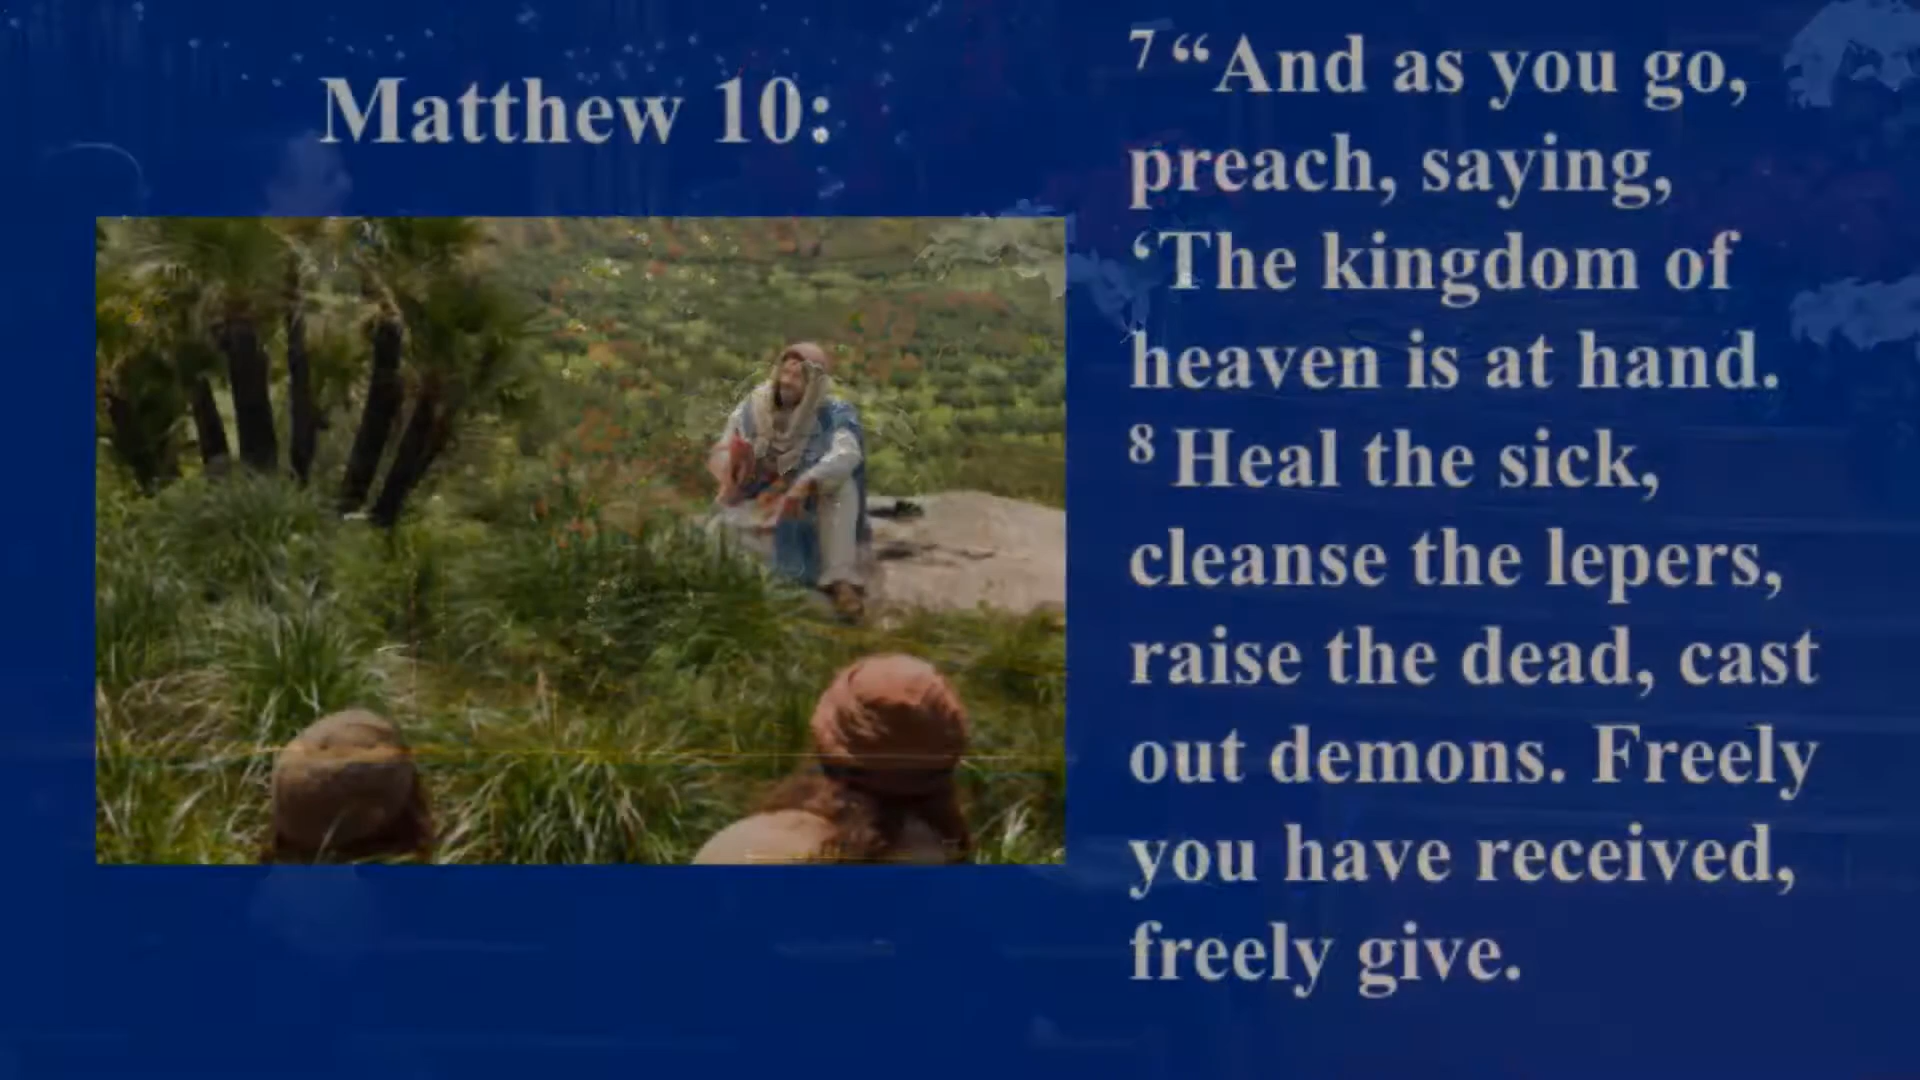 Matthew 10:
7 “And as you go,
preach, saying,
‘The kingdom of
heaven is at hand.
8 Heal the sick,
cleanse the lepers,
raise the dead, cast
out demons. Freely
you have received,
freely give.